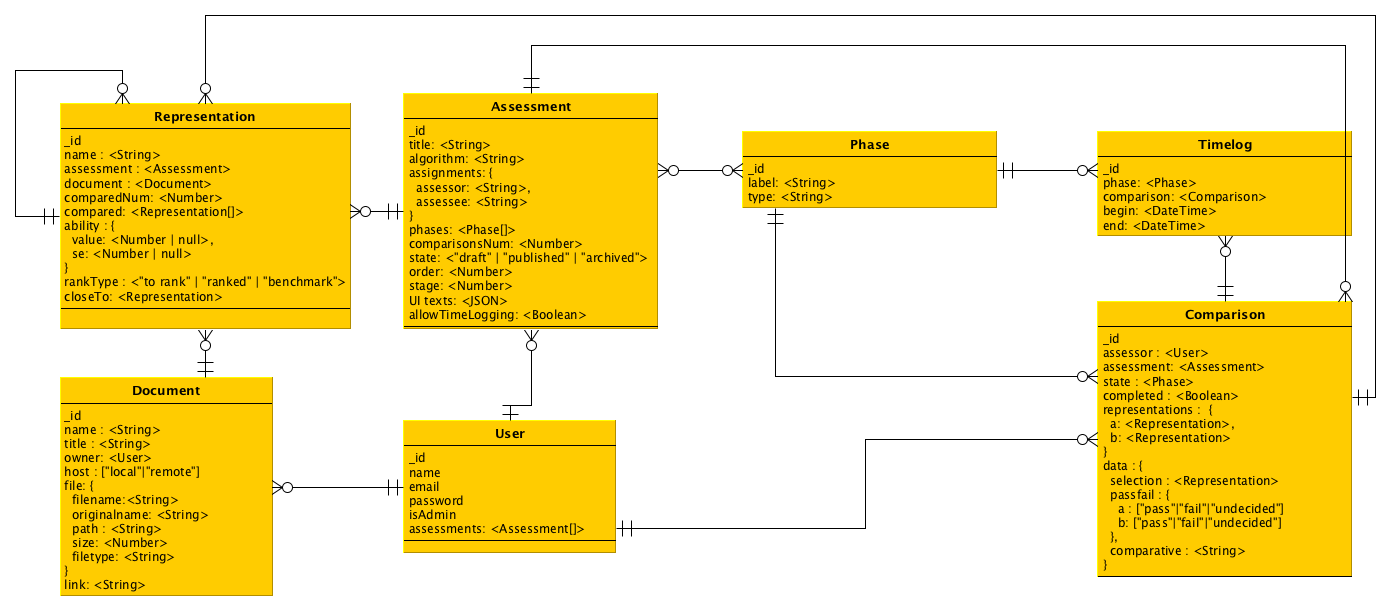 Representation
_id
name : <String>
assessment : <Assessment>
document : <Document>
comparedNum: <Number>
compared: <Representation[]>
ability : {
value: <Number | null>,
se: <Number | null>
}
rankType : <"to rank" | "ranked" | "benchmark">
closeTo: <Representation>
Assessment
_id
title: <String>
algorithm: <String>
assignments: {
assessor: <String>,
assessee: <String>
}
phases: <Phase[]>
comparisonsNum: <Number>
state: <"draft" | "published" | "archived">
order: <Number>
stage: <Number>
UI texts: <JSON>
allowTimeLogging: <Boolean>
Phase
_id
label: <String>
type: <String>
Timelog
_id
phase: <Phase>
comparison: <Comparison>
begin: <DateTime>
end: <DateTime>
Document
_id
name : <String>
title : <String>
owner: <User>
host : ["local"|"remote"]
file: {
filename:<String>
originalname: <String>
path : <String>
size: <Number>
filetype: <String>
}
link: <String>
User
_id
name
email
password
isAdmin
assessments: <Assessment[]>
Comparison
_id
assessor : <User>
assessment: <Assessment>
state : <Phase>
completed : <Boolean>
representations : {
a: <Representation>,
b: <Representation>
}
data : {
selection : <Representation>
passfail : {
a : ["pass"|"fail"|"undecided"]
b: ["pass"|"fail"|"undecided"]
},
comparative : <String>
}